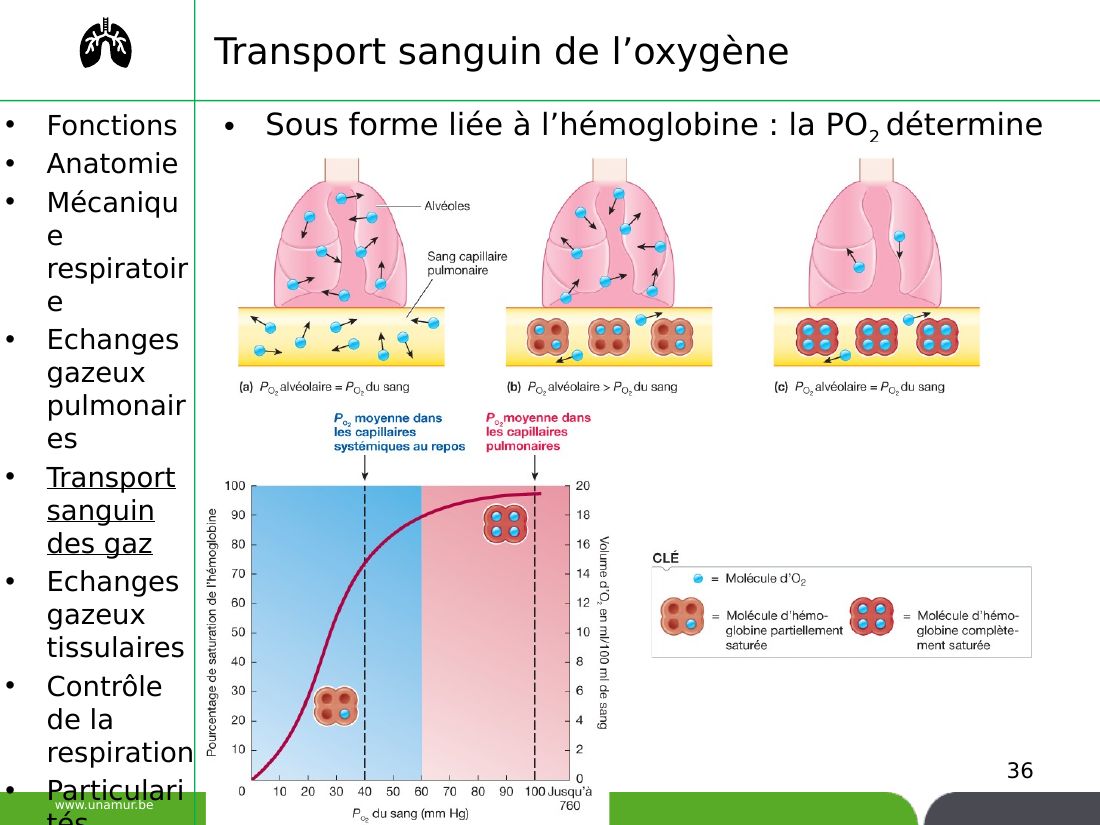 Transport sanguin de l’oxygène
• Fonctions
• Anatomie
• Mécaniqu
e
respiratoir
e
• Echanges
gazeux
pulmonair
es
• Transport
sanguin
des gaz
• Echanges
gazeux
tissulaires
• Contrôle
de la
respiration
• Particulari
tés
www.unamur.be
• Sous forme liée à l’hémoglobine : la PO2 détermine
Alvéoles
Sang capillaire
pulmonaire
(a) PO2 alvéolaire = PO2 du sang
(b) PO2 alvéolaire > PO2 du sang
(c) PO2 alvéolaire = PO2 du sang
PO2 moyenne dans
les capillaires
systémiques au repos
PO2 moyenne dans
les capillaires
pulmonaires
Pourcentage de saturation de l’hémoglobine
100
90
80
70
60
50
40
30
20
10
0 10 20 30 40 50 60 70 80 90 100 Jusqu’à
760
PO2 du sang (mm Hg)
20
18
16
14
12
10
8
6
4
2
0
Volume d’O2 en ml/100 ml de sang
CLÉ
= Molécule d’O2
= Molécule d’hémo-
globine partiellement
saturée
= Molécule d’hémo-
globine complète-
ment saturée
36